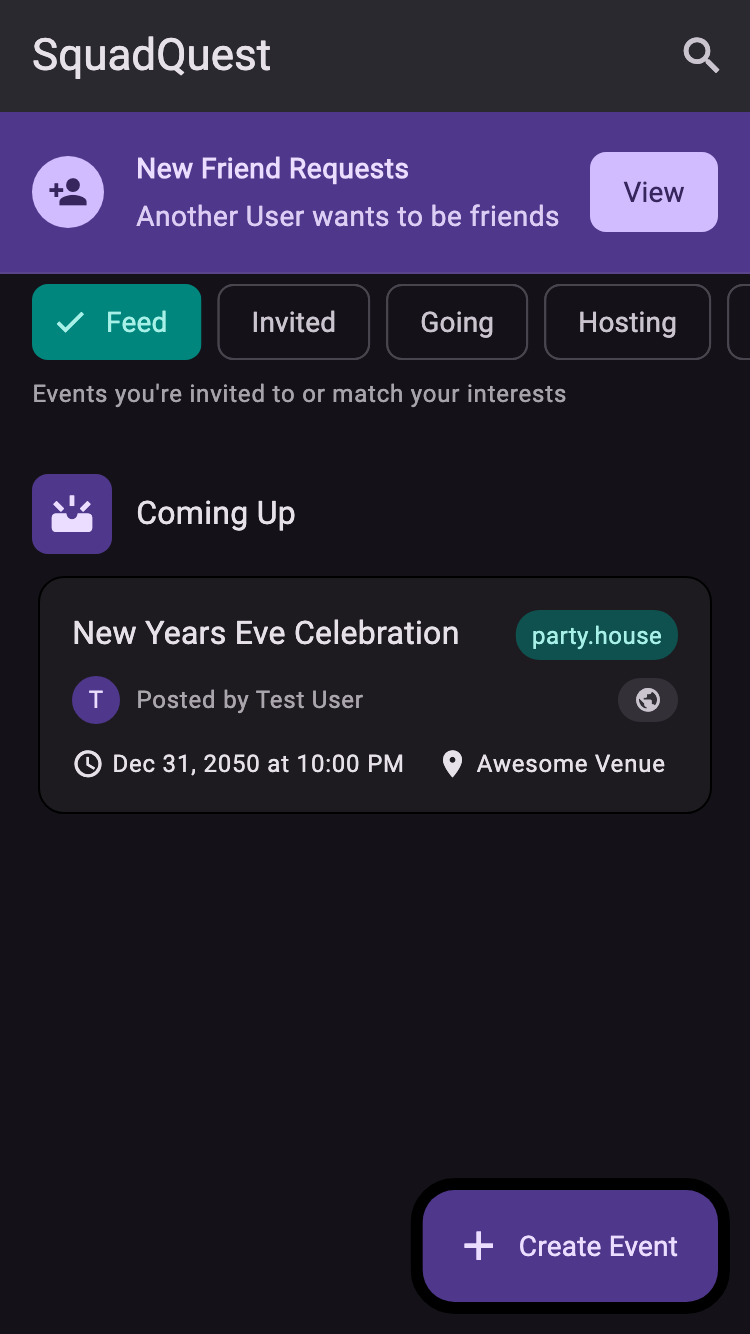 SquadQuest
New Friend Requests
Another User wants to be friends
View
Feed
Invited
Going
Hosting
Events you're invited to or match your interests
Coming Up
New Years Eve Celebration
party.house
T
Posted by Test User
Dec 31, 2050 at 10:00 PM
Awesome Venue
Create Event